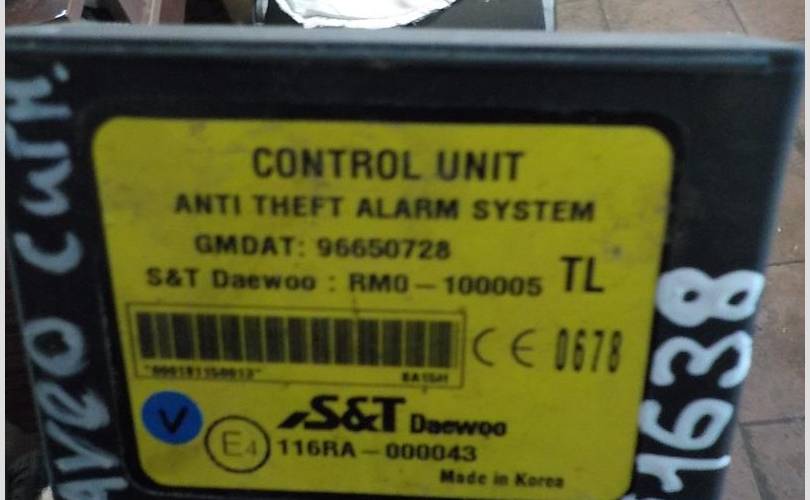 CONTROL UNIT
ANTI THEFT ALARM SYSTEM
GMDAT: 96650728
S&T Daewoo : RM0-100005 TL
CE 0678
S&T Daewoo
V
E4
116RA-000043
Made in Korea
Aveo сигн.
1638